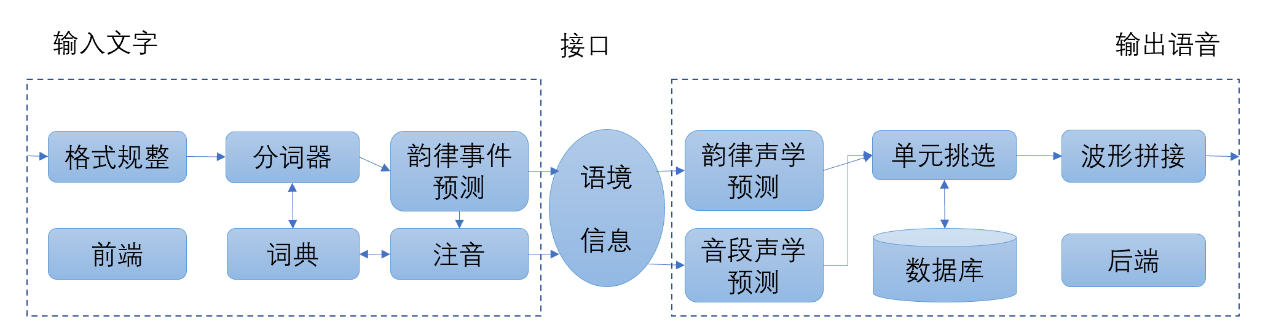 输入文字
接口
输出语音
格式规整
分词器
韵律事件
预测
前端
词典
注音
语境
信息
韵律声学
预测
单元挑选
波形拼接
音段声学
预测
数据库
后端